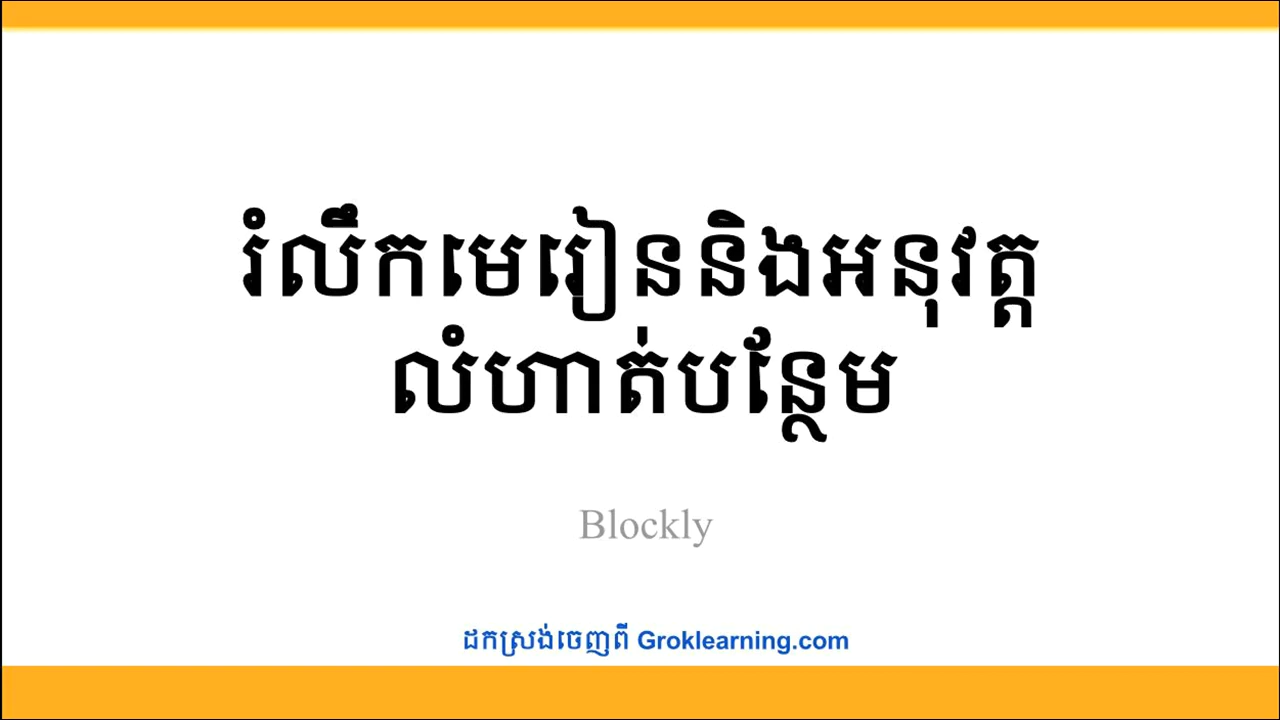 រំលឹកមេរៀននិងអនុវត្ត
លំហាត់បន្ថែម
Blockly
ដកស្រង់ចេញពី Groklearning.com